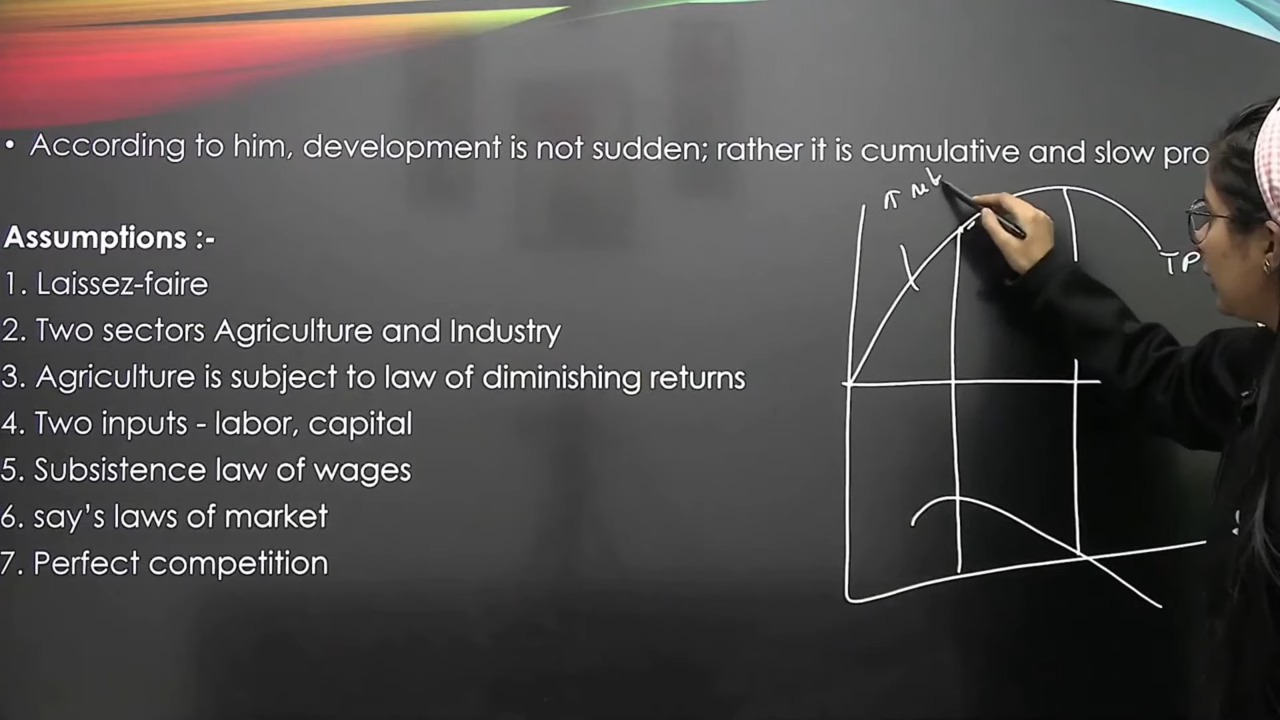 • According to him, development is not sudden; rather it is cumulative and slow pro
Assumptions :-
1. Laissez-faire
2. Two sectors Agriculture and Industry
3. Agriculture is subject to law of diminishing returns
4. Two inputs - labor, capital
5. Subsistence law of wages
6. say's laws of market
7. Perfect competition
TP